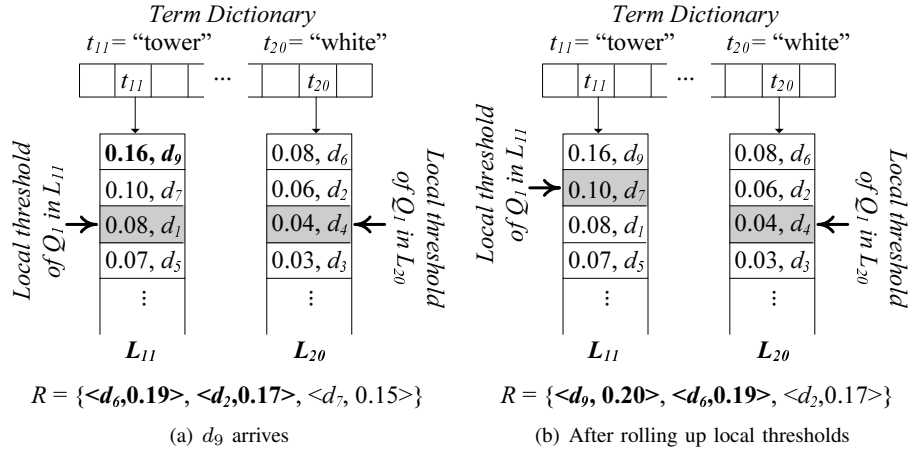 Term Dictionary
t11= “tower” t20= “white”
t11 ... t20
Local threshold of Q1 in L11
0.16, d9
0.10, d7
0.08, d1
0.07, d5
...
L11
0.08, d6
0.06, d2
0.04, d4
0.03, d3
...
L20
Local threshold of Q1 in L20
R = {<d6,0.19>, <d2,0.17>, <d7, 0.15>}
(a) d9 arrives
Term Dictionary
t11= “tower” t20= “white”
t11 ... t20
Local threshold of Q1 in L11
0.16, d9
0.10, d7
0.08, d1
0.07, d5
...
L11
0.08, d6
0.06, d2
0.04, d4
0.03, d3
...
L20
Local threshold of Q1 in L20
R = {<d9, 0.20>, <d6,0.19>, <d2,0.17>}
(b) After rolling up local thresholds